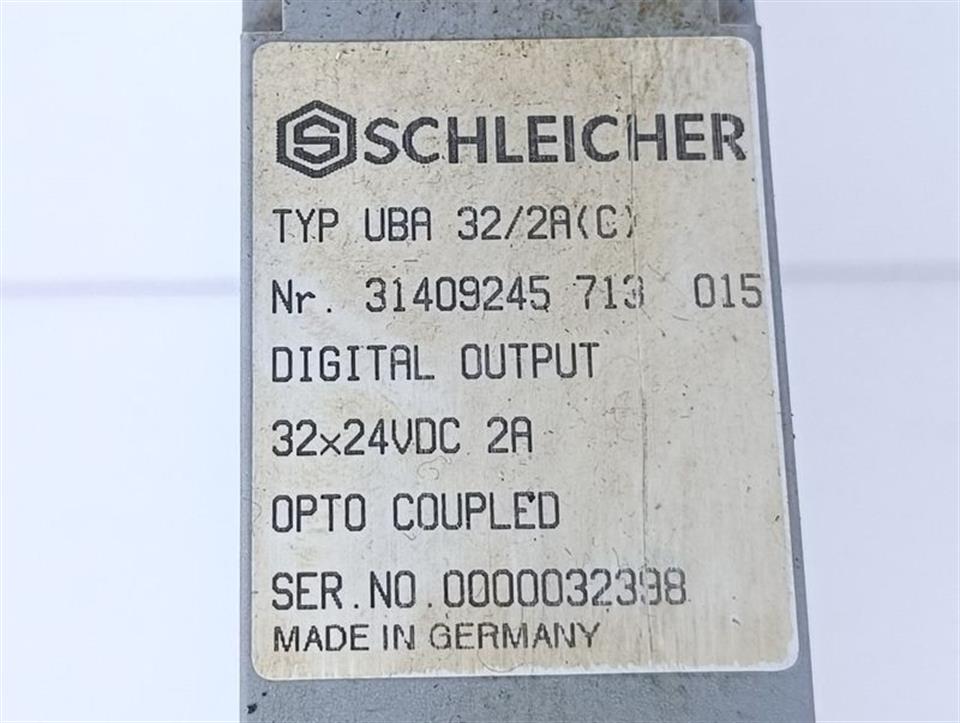 SCHLEICHER
TYP UBA 32/2A(C)
Nr. 31409245 713 015
DIGITAL OUTPUT
32x24VDC 2A
OPTO COUPLED
SER.NO.0000032398
MADE IN GERMANY